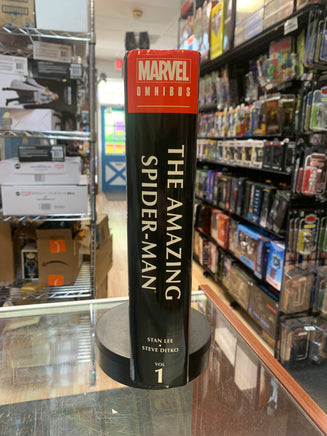 MARVEL
OMNIBUS
THE AMAZING
SPIDER-MAN
STAN LEE
•
STEVE DITKO
VOL
1